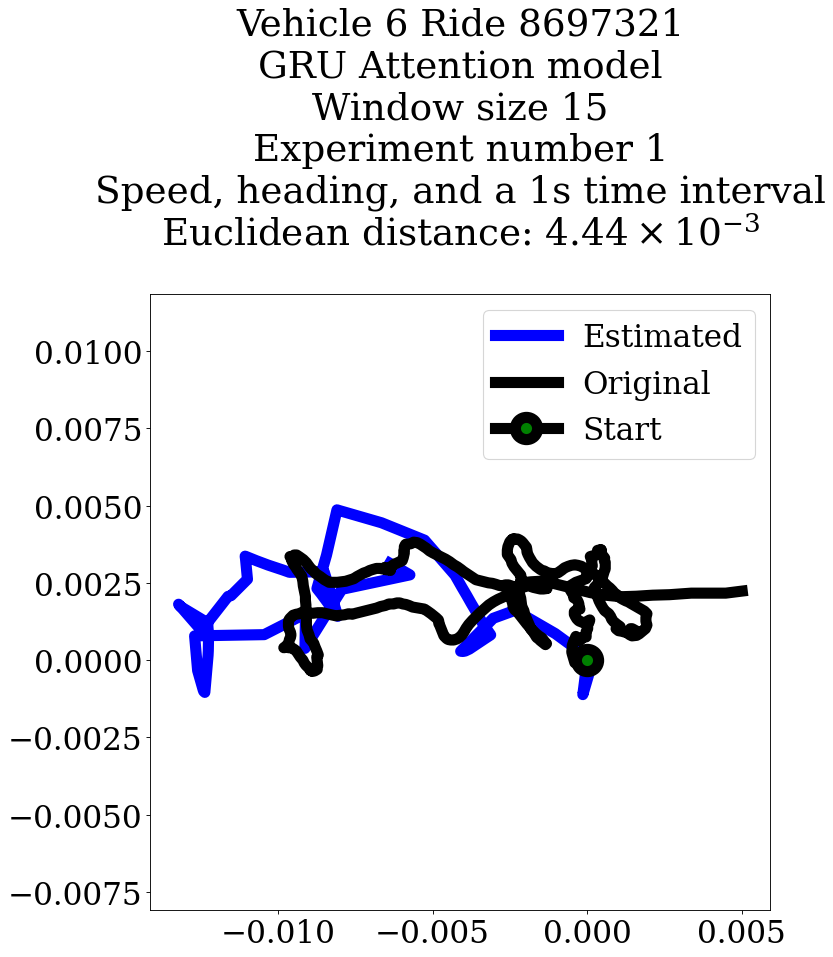 Vehicle 6 Ride 8697321
GRU Attention model
Window size 15
Experiment number 1
Speed, heading, and a 1s time interval
Euclidean distance: 4.44 × 10⁻³
Estimated
Original
Start
0.0100
0.0075
0.0050
0.0025
0.0000
−0.0025
−0.0050
−0.0075
−0.010
−0.005
0.000
0.005